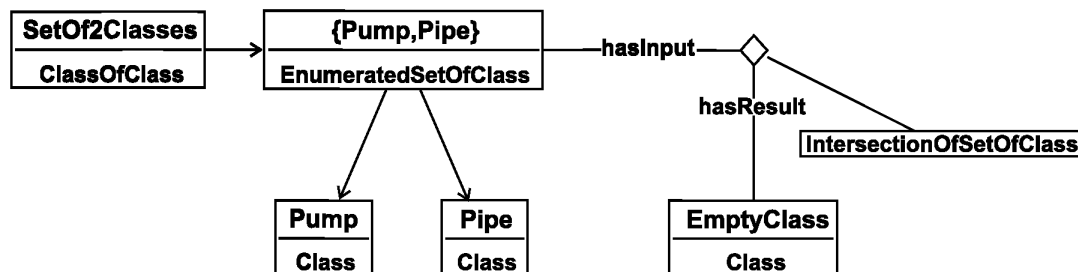 SetOf2Classes
ClassOfClass
{Pump,Pipe}
EnumeratedSetOfClass
hasInput
hasResult
IntersectionOfSetOfClass
Pump
Class
Pipe
Class
EmptyClass
Class